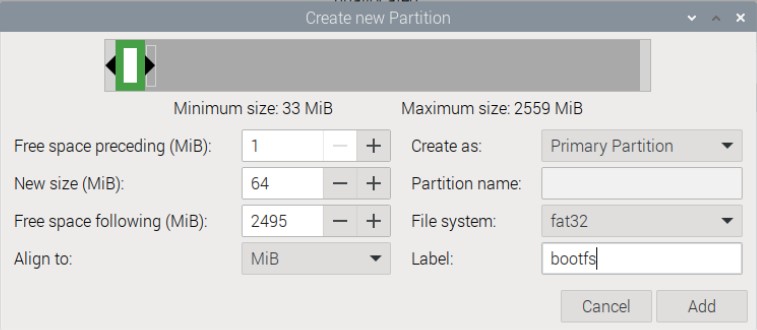 Create new Partition
Minimum size: 33 MiB Maximum size: 2559 MiB
Free space preceding (MiB): 1 Create as: Primary Partition
New size (MiB): 64 Partition name:
Free space following (MiB): 2495 File system: fat32
Align to: MiB Label: bootfs
Cancel Add